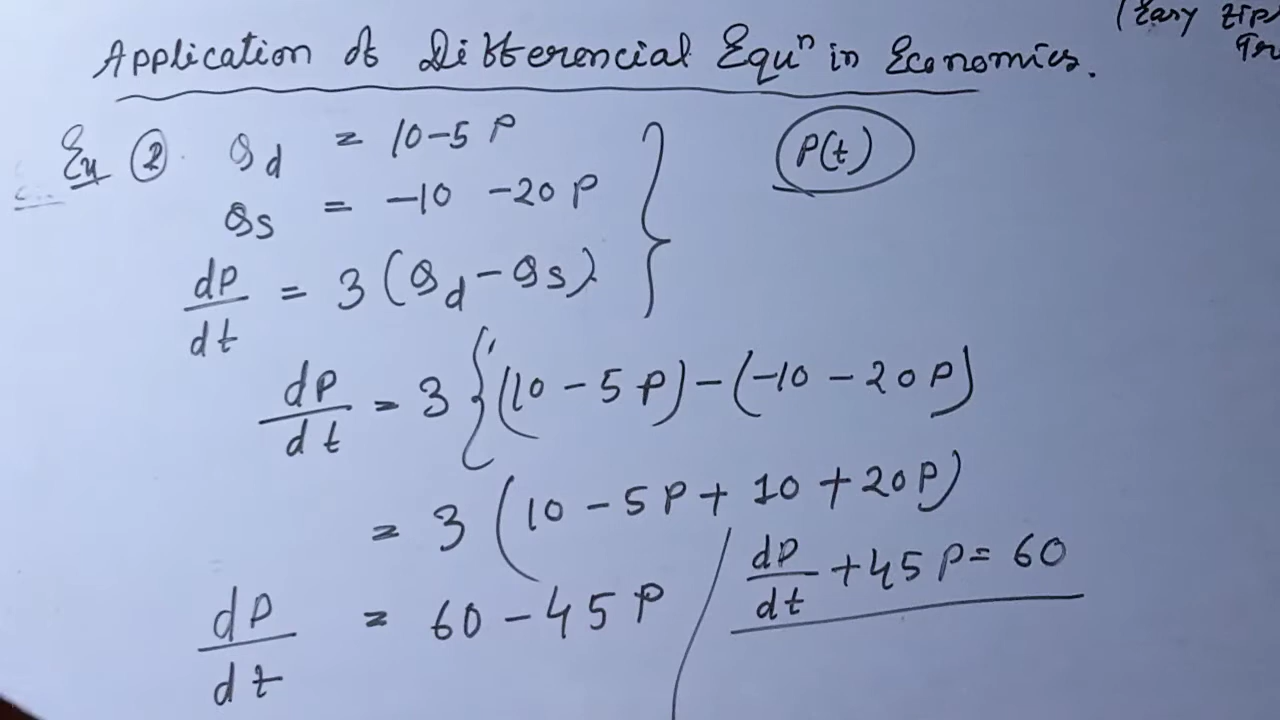 (Easy tips
Application of Differencial Equⁿ in Economics.
Ex ②. Qd = 10-5P
P(t)
Qs = -10 -20P
dP/dt = 3(Qd-Qs)
dP/dt = 3{(10-5P)-(-10-20P)
= 3(10-5P+10+20P)
dP/dt = 60-45P
dP/dt +45P= 60